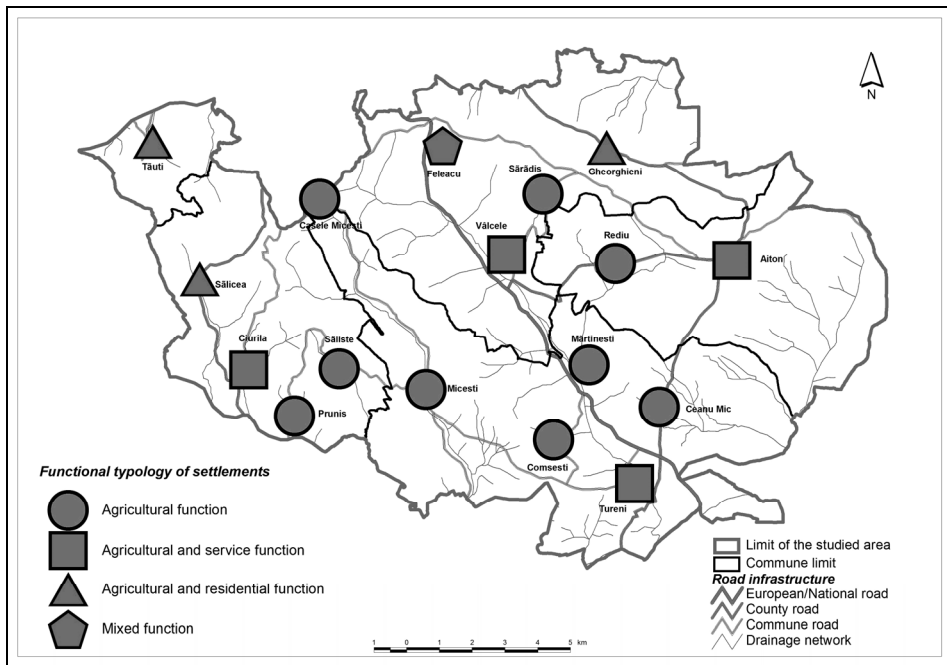 N
Tăuti
Feleacu
Gheorghieni
Sărădis
Casele Micesti
Vâlcele
Rediu
Aiton
Sălicea
Ciurila
Săliste
Mărtinesti
Micesti
Prunis
Ceanu Mic
Comsesti
Tureni
Functional typology of settlements
Agricultural function
Agricultural and service function
Agricultural and residential function
Mixed function
Limit of the studied area
Commune limit
Road infrastructure
European/National road
County road
Commune road
Drainage network
1 0 1 2 3 4 5 km